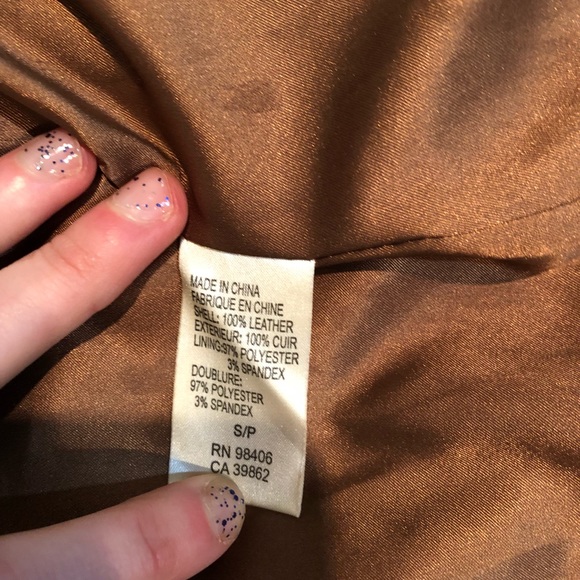 MADE IN CHINA
FABRIQUE EN CHINE
SHELL: 100% LEATHER
EXTERIEUR: 100% CUIR
LINING:97% POLYESTER
3% SPANDEX
DOUBLURE:
97% POLYESTER
3% SPANDEX
S/P
RN 98406
CA 39862